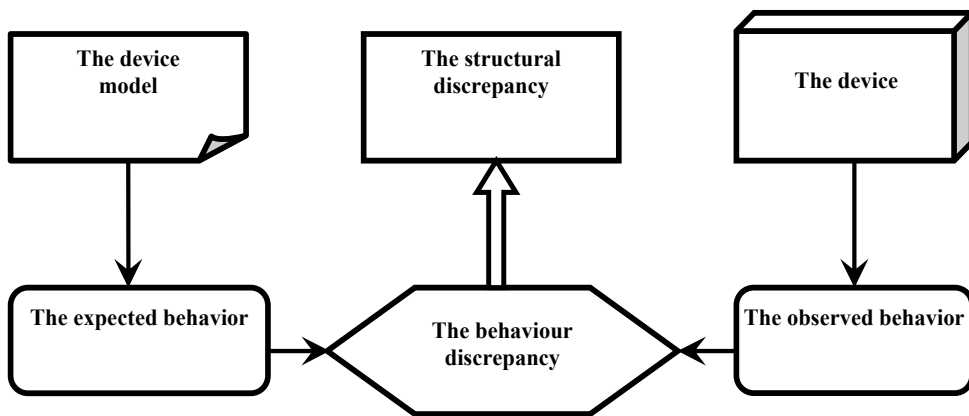 The device
model
The structural
discrepancy
The device
The expected behavior
The behaviour
discrepancy
The observed behavior